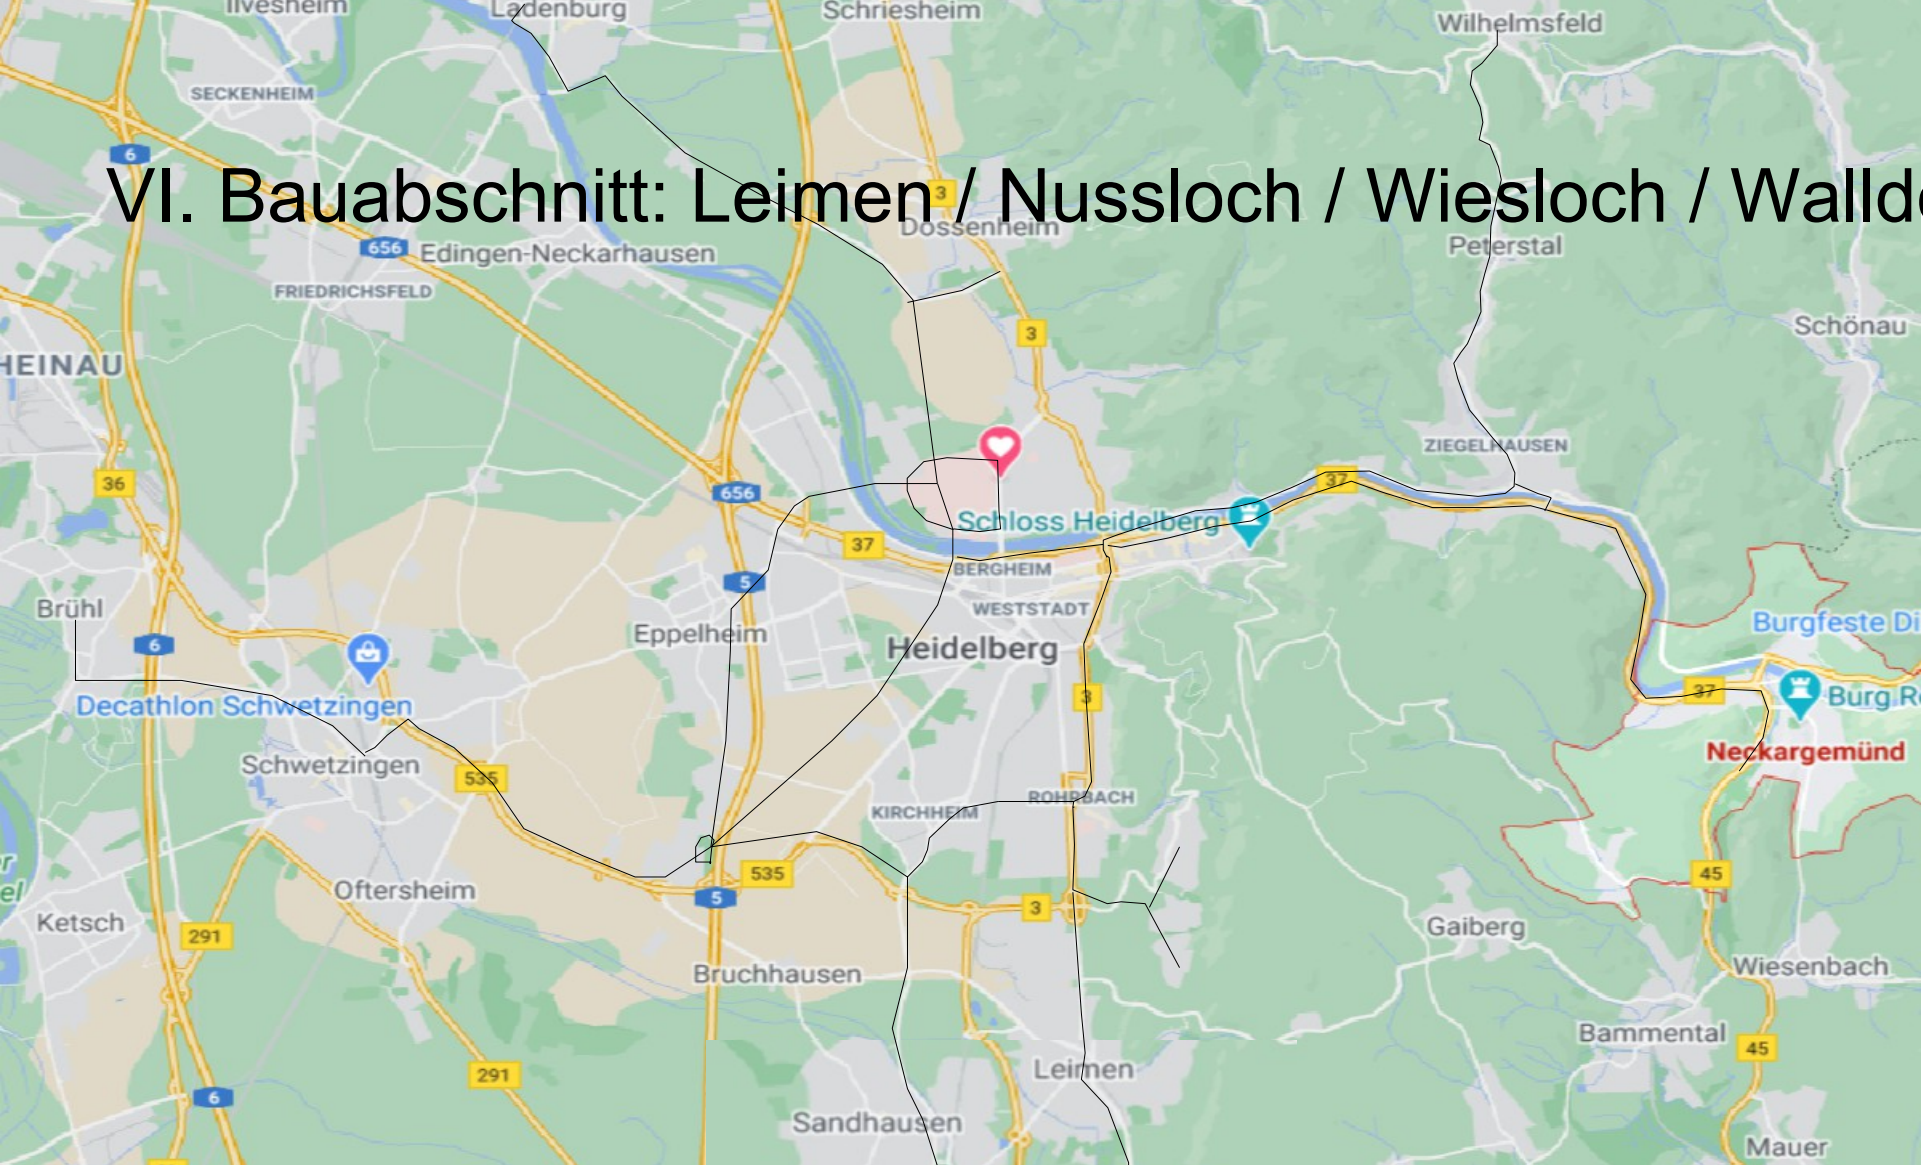 Ilvesheim
Ladenburg
Schriesheim
Wilhelmsfeld
SECKENHEIM
6
VI. Bauabschnitt: Leimen / Nussloch / Wiesloch / Walld
3
Dossenheim
656
Edingen-Neckarhausen
Peterstal
FRIEDRICHSFELD
Schönau
3
HEINAU
ZIEGELHAUSEN
36
656
37
Schloss Heidelberg
37
BERGHEIM
5
Brühl
WESTSTADT
Burgfeste Di
6
Eppelheim
Heidelberg
3
37
Burg R
Decathlon Schwetzingen
Neckargemünd
Schwetzingen
535
KIRCHHEIM
ROHRBACH
535
45
el
Oftersheim
5
3
Ketsch
291
Gaiberg
Bruchhausen
Wiesenbach
Bammental
45
291
Leimen
6
Sandhausen
Mauer